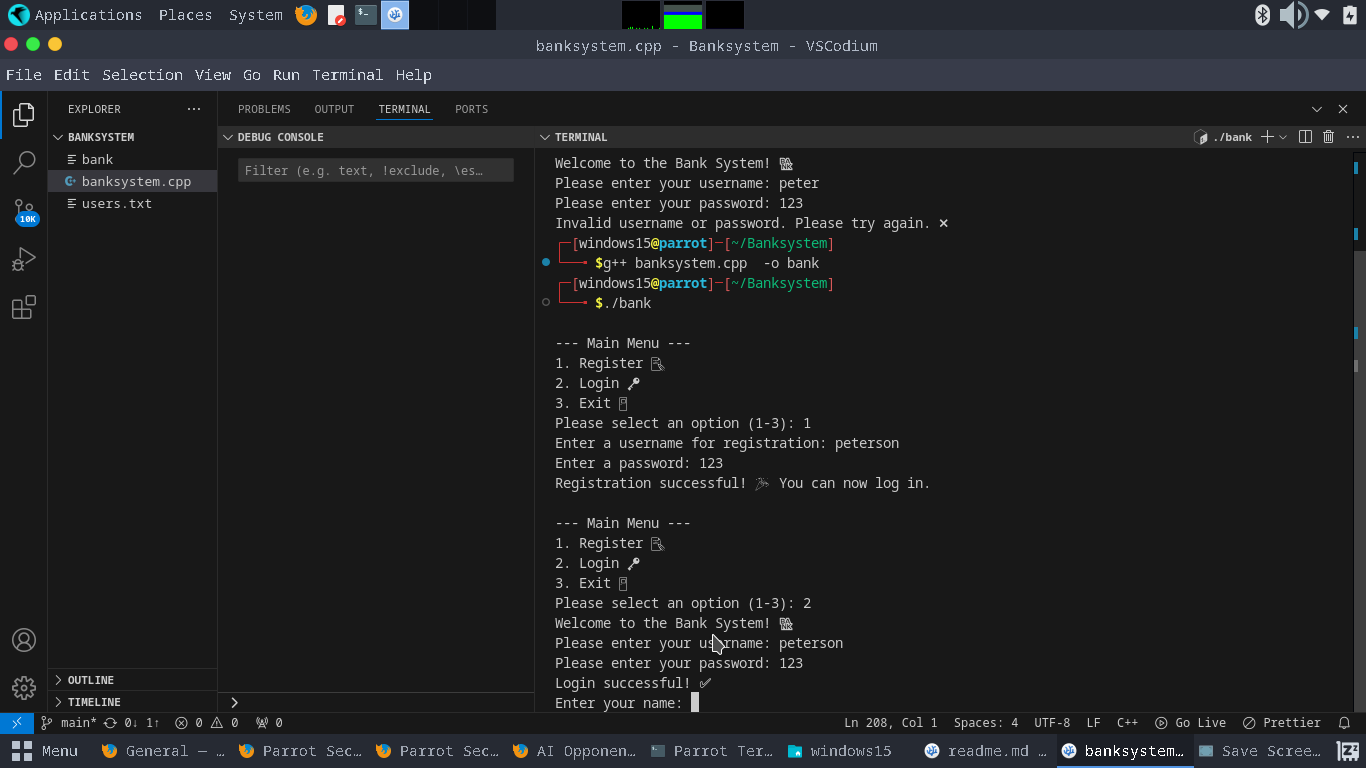 Applications Places System
banksystem.cpp - Banksystem - VSCodium
File Edit Selection View Go Run Terminal Help
EXPLORER ···
BANKSYSTEM
bank
banksystem.cpp
users.txt
10K
OUTLINE
TIMELINE
PROBLEMS OUTPUT TERMINAL PORTS
DEBUG CONSOLE
Filter (e.g. text, !exclude, \es…
TERMINAL
./bank
Welcome to the Bank System! 🏦
Please enter your username: peter
Please enter your password: 123
Invalid username or password. Please try again. ❌
┌─[windows15@parrot]─[~/Banksystem]
└──╼ $g++ banksystem.cpp  -o bank
┌─[windows15@parrot]─[~/Banksystem]
└──╼ $./bank
--- Main Menu ---
1. Register 📝
2. Login 🔑
3. Exit 🚪
Please select an option (1-3): 1
Enter a username for registration: peterson
Enter a password: 123
Registration successful! 🎉 You can now log in.
--- Main Menu ---
1. Register 📝
2. Login 🔑
3. Exit 🚪
Please select an option (1-3): 2
Welcome to the Bank System! 🏦
Please enter your username: peterson
Please enter your password: 123
Login successful! ✅
Enter your name:
main* 0↓ 1↑ 0 0 0 Ln 208, Col 1 Spaces: 4 UTF-8 LF C++ Go Live Prettier
Menu General — … Parrot Sec… Parrot Sec… AI Opponen… Parrot Ter… windows15 readme.md … banksystem… Save Scree…